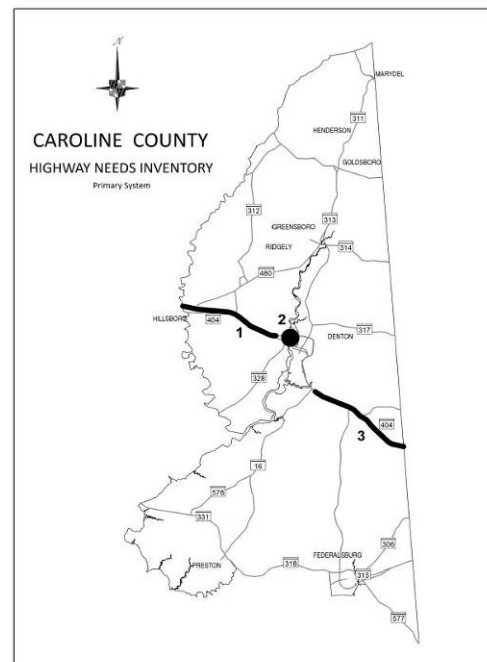 N
CAROLINE COUNTY
HIGHWAY NEEDS INVENTORY
Primary System
MARYDEL
311
HENDERSON
GOLDSBORO
312
313
GREENSBORO
RIDGELY
314
480
HILLSBORO
404
1
2
317
DENTON
328
404
3
16
578
331
306
FEDERALSBURG
318
315
PRESTON
577